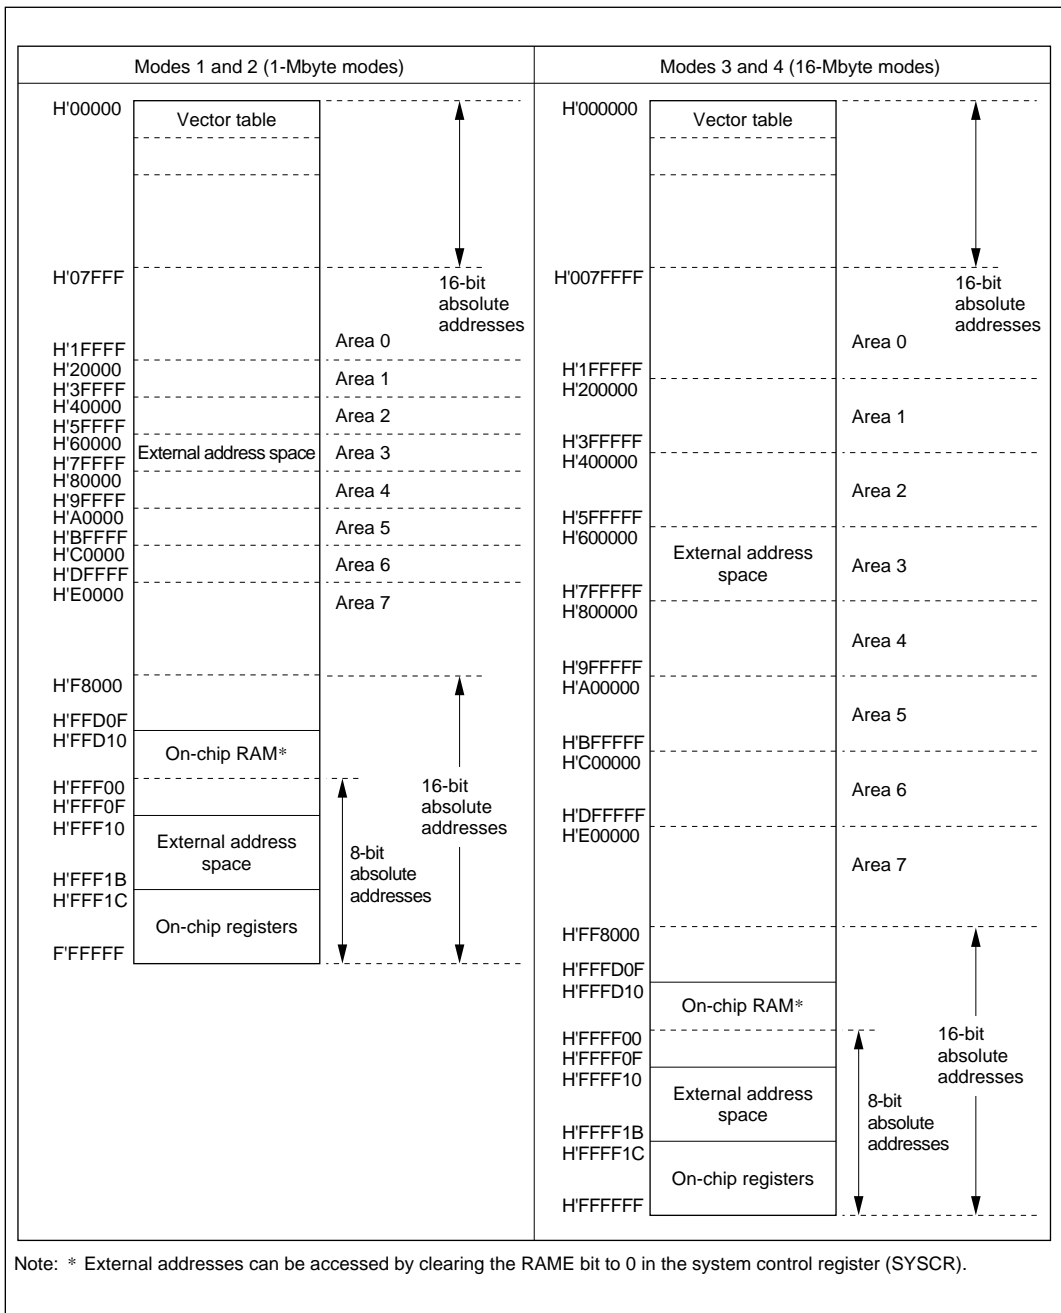 Modes 1 and 2 (1-Mbyte modes)
H'00000
Vector table
H'07FFF
16-bit
absolute
addresses
Area 0
H'1FFFF
H'20000
Area 1
H'3FFFF
H'40000
Area 2
H'5FFFF
H'60000
External address space
Area 3
H'7FFFF
H'80000
Area 4
H'9FFFF
H'A0000
Area 5
H'BFFFF
H'C0000
Area 6
H'DFFFF
H'E0000
Area 7
H'F8000
H'FFD0F
H'FFD10
On-chip RAM*
H'FFF00
H'FFF0F
16-bit
absolute
addresses
H'FFF10
External address
space
8-bit
absolute
addresses
H'FFF1B
H'FFF1C
On-chip registers
F'FFFFF
Modes 3 and 4 (16-Mbyte modes)
H'000000
Vector table
H'007FFFF
16-bit
absolute
addresses
Area 0
H'1FFFFF
H'200000
Area 1
H'3FFFFF
H'400000
Area 2
H'5FFFFF
H'600000
External address
space
Area 3
H'7FFFFF
H'800000
Area 4
H'9FFFFF
H'A00000
Area 5
H'BFFFFF
H'C00000
Area 6
H'DFFFFF
H'E00000
Area 7
H'FF8000
H'FFFD0F
H'FFFD10
On-chip RAM*
H'FFFF00
H'FFFF0F
16-bit
absolute
addresses
H'FFFF10
External address
space
8-bit
absolute
addresses
H'FFFF1B
H'FFFF1C
On-chip registers
H'FFFFFF
Note: * External addresses can be accessed by clearing the RAME bit to 0 in the system control register (SYSCR).